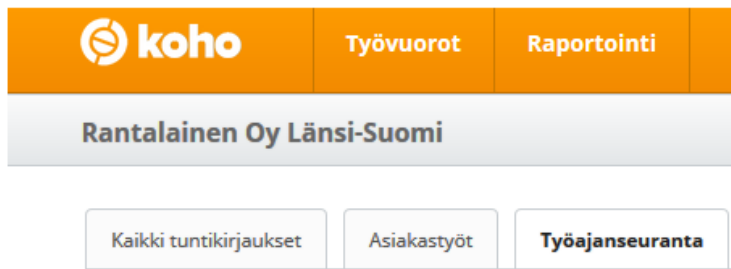 koho Työvuorot Raportointi
Rantalainen Oy Länsi-Suomi
Kaikki tuntikirjaukset Asiakastyöt Työajanseuranta